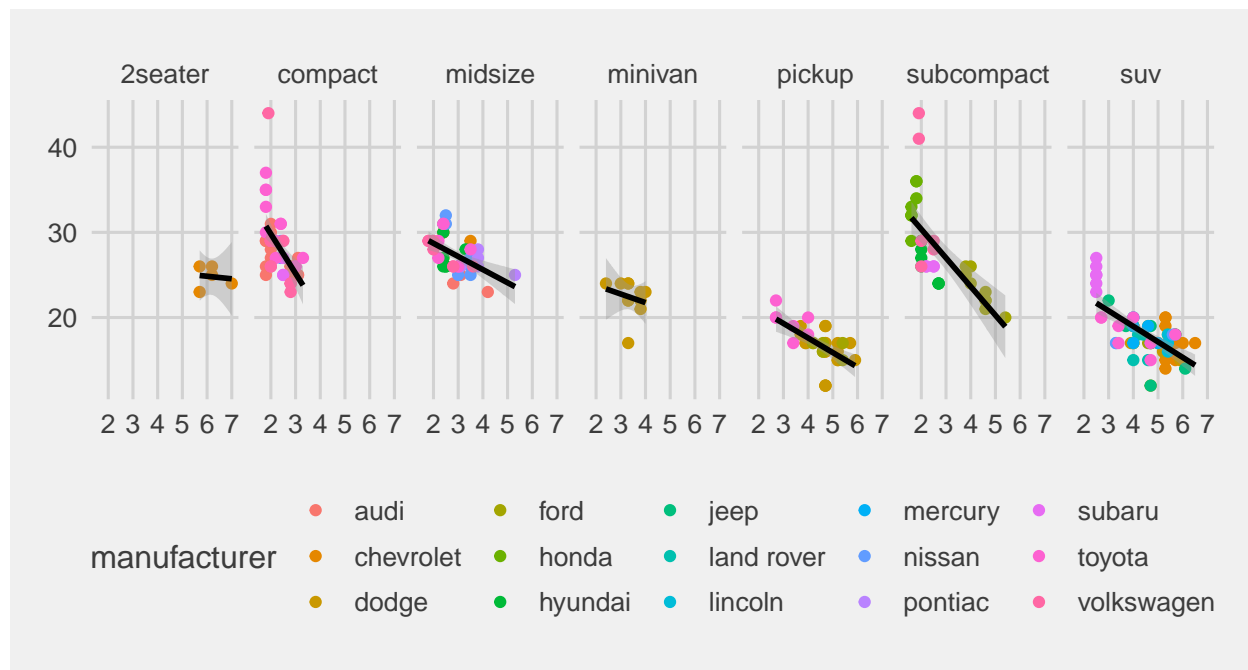 2seater compact midsize minivan pickup subcompact suv
40
30
20
2 3 4 5 6 7 2 3 4 5 6 7 2 3 4 5 6 7 2 3 4 5 6 7 2 3 4 5 6 7 2 3 4 5 6 7 2 3 4 5 6 7
audi ford jeep mercury subaru
manufacturer chevrolet honda land rover nissan toyota
dodge hyundai lincoln pontiac volkswagen